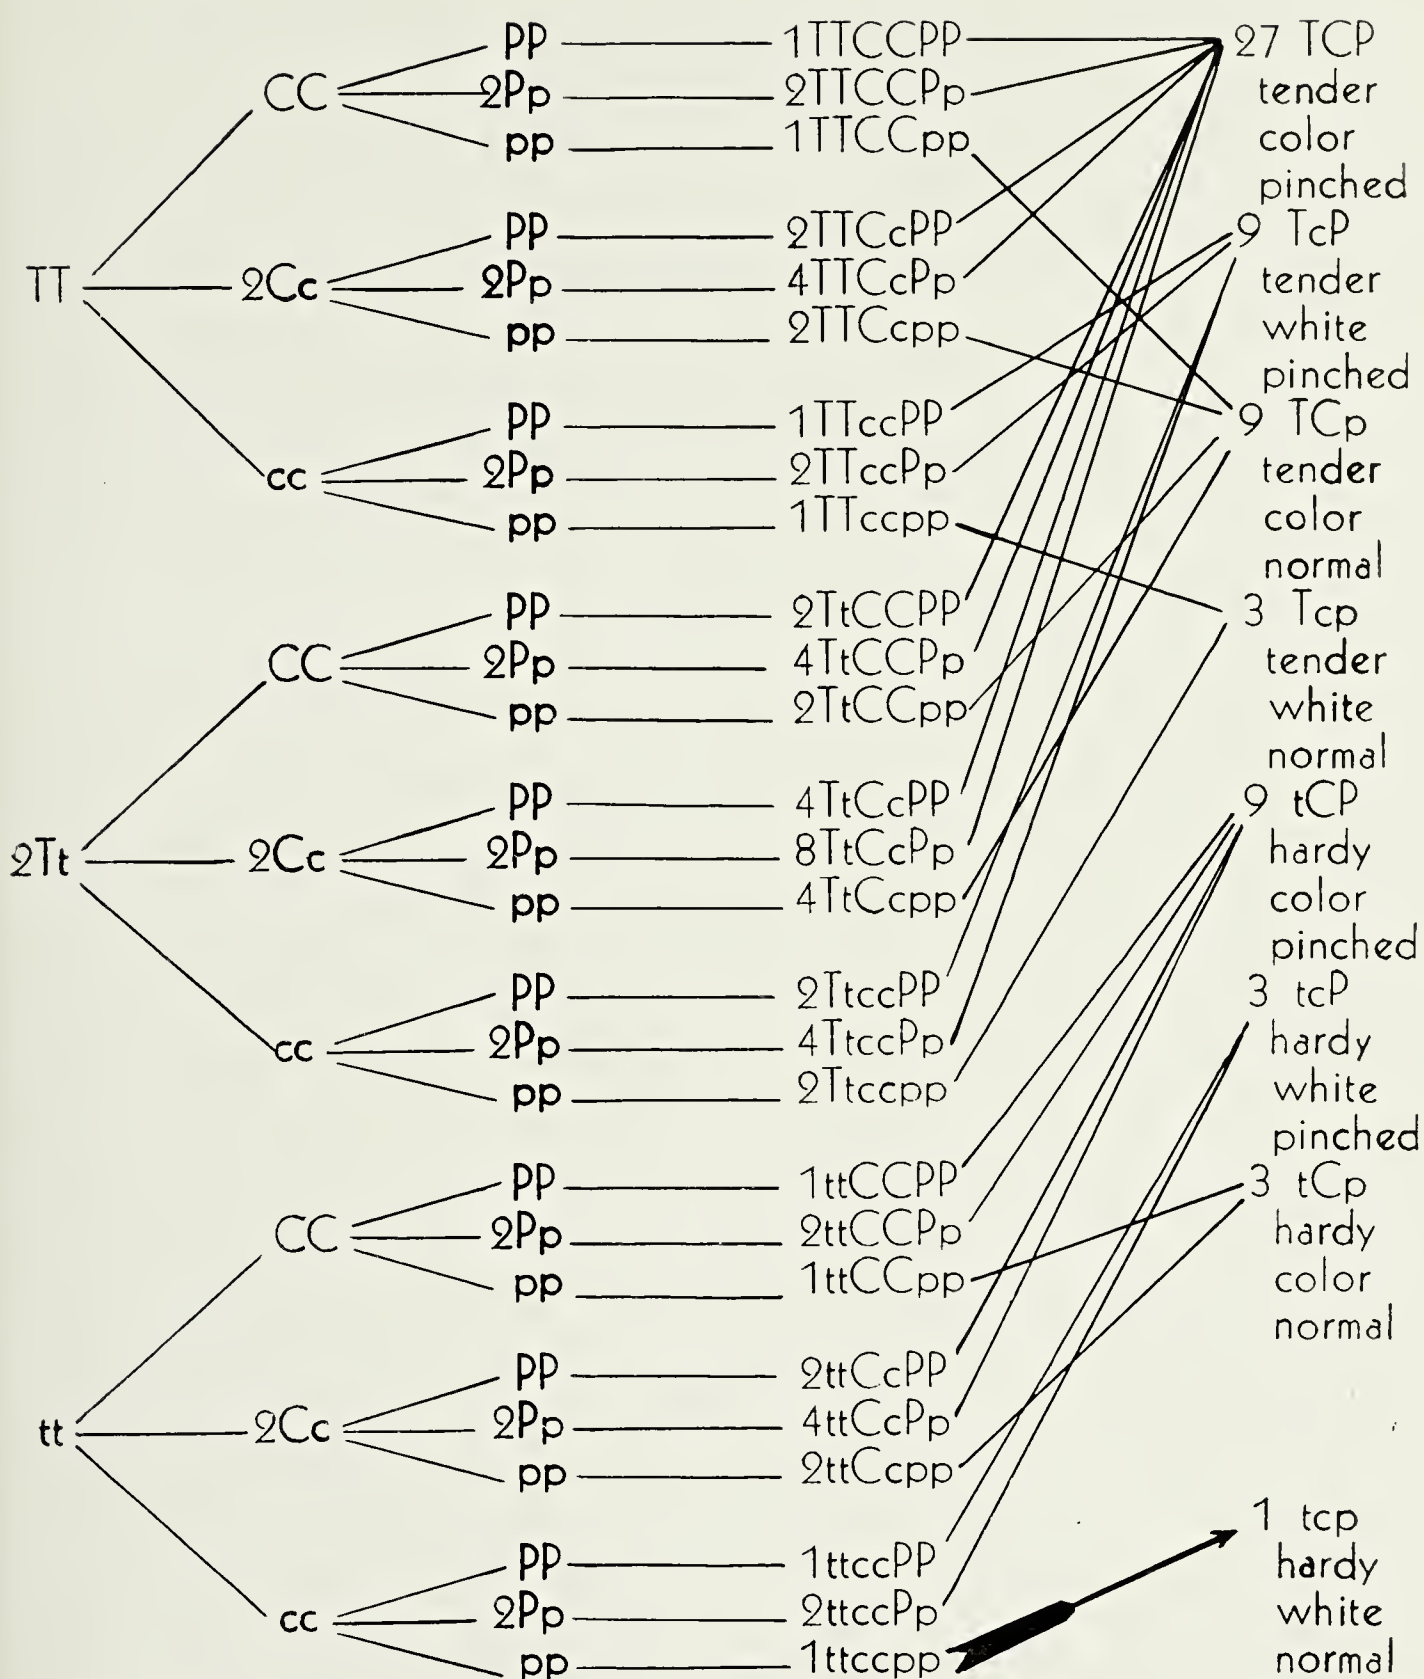 PP 1TTCCPP 27 TCP
CC 2Pp 2TTCCPp tender
pp 1TTCCpp color
pinched
PP 2TTCcPP 9 TcP
TT 2Cc 2Pp 4TTCcPp tender
pp 2TTCcpp white
pinched
PP 1TTccPP 9 TCp
cc 2Pp 2TTccPp tender
pp 1TTccpp color
normal
PP 2TtCCPP 3 Tcp
CC 2Pp 4TtCCPp tender
pp 2TtCCpp white
normal
PP 4TtCcPP 9 tCP
2Tt 2Cc 2Pp 8TtCcPp hardy
pp 4TtCcpp color
pinched
PP 2TtccPP 3 tcP
cc 2Pp 4TtccPp hardy
pp 2Ttccpp white
pinched
PP 1ttCCPP 3 tCp
CC 2Pp 2ttCCPp hardy
pp 1ttCCpp color
normal
PP 2ttCcPP
tt 2Cc 2Pp 4ttCcPp
pp 2ttCcpp
1 tcp
PP 1ttccPP hardy
cc 2Pp 2ttccPp white
pp 1ttccpp normal